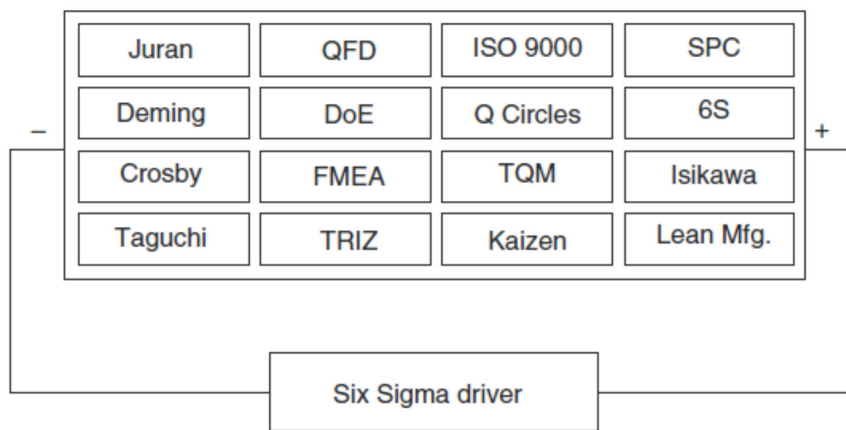 Juran QFD ISO 9000 SPC
Deming DoE Q Circles 6S
– +
Crosby FMEA TQM Isikawa
Taguchi TRIZ Kaizen Lean Mfg.
Six Sigma driver